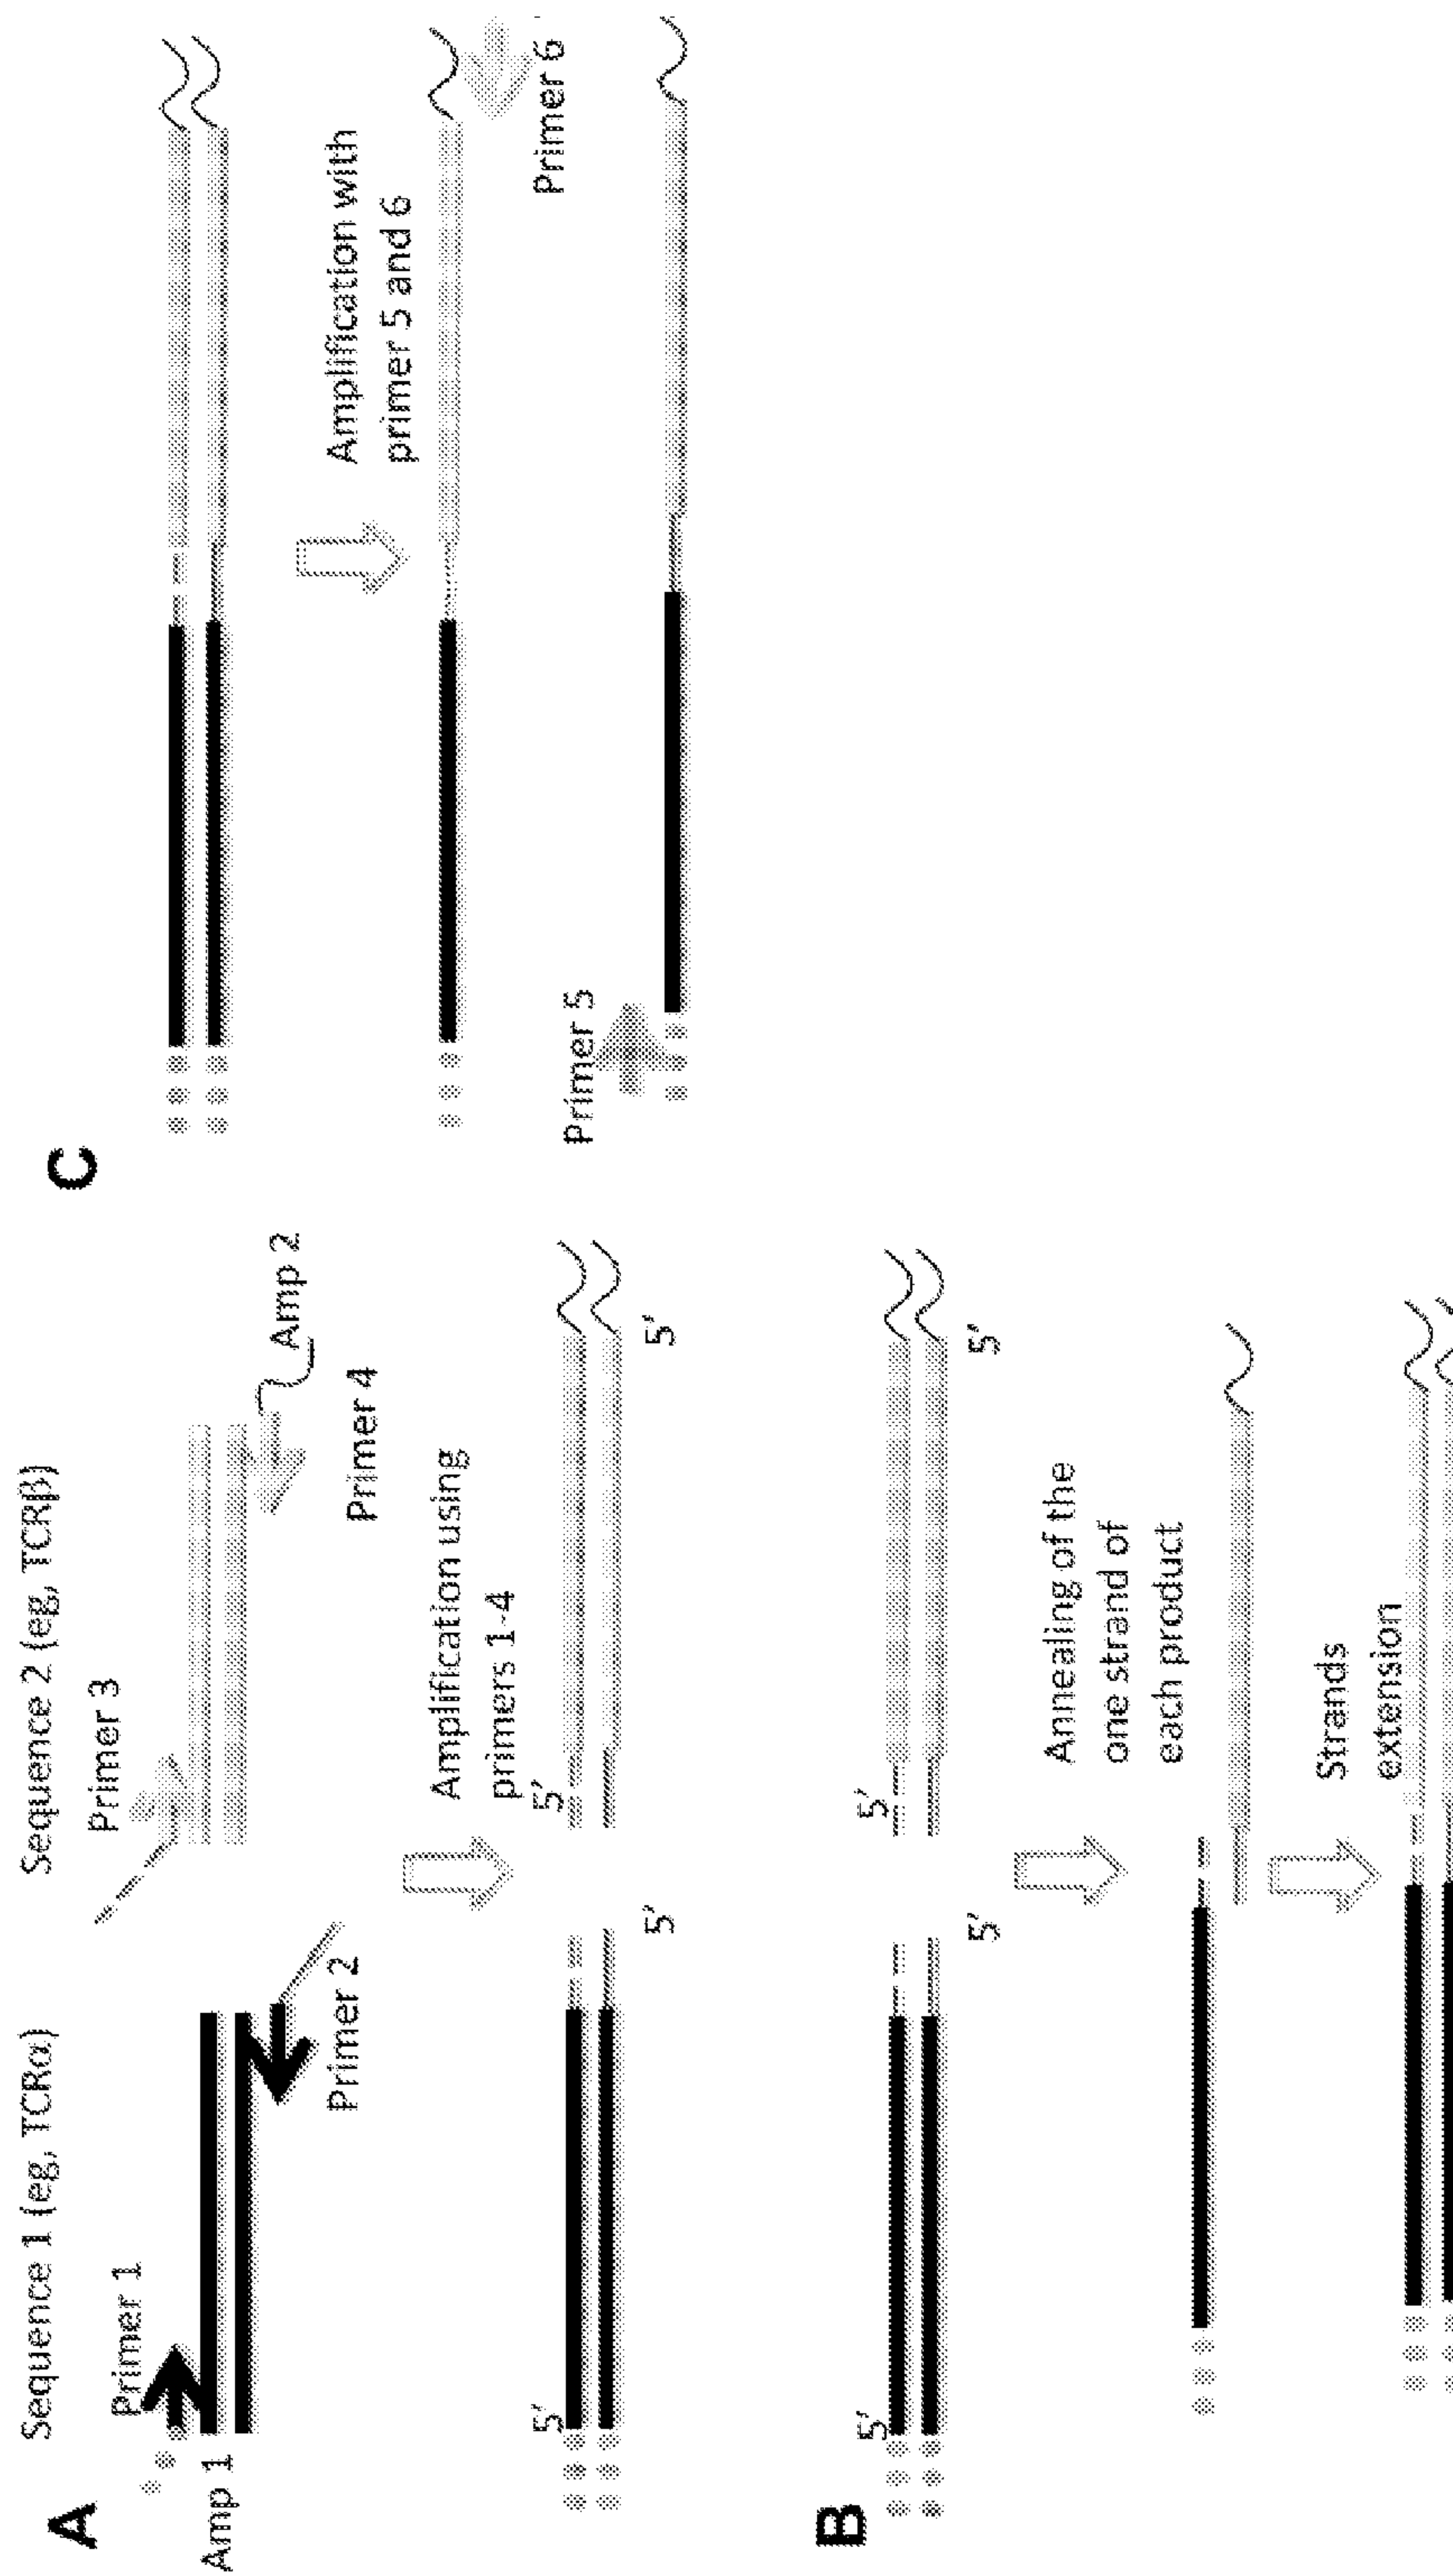 A
Sequence 1 (eg, TCRα)
Sequence 2 (eg, TCRβ)
Primer 1
Primer 3
Amp 1
Amp 2
Primer 2
Primer 4
Amplification using
primers 1-4
5'
5'
5'
5'
B
5'
5'
5'
5'
Annealing of the
one strand of
each product
Strands
extension
C
Amplification with
primer 5 and 6
Primer 6
Primer 5